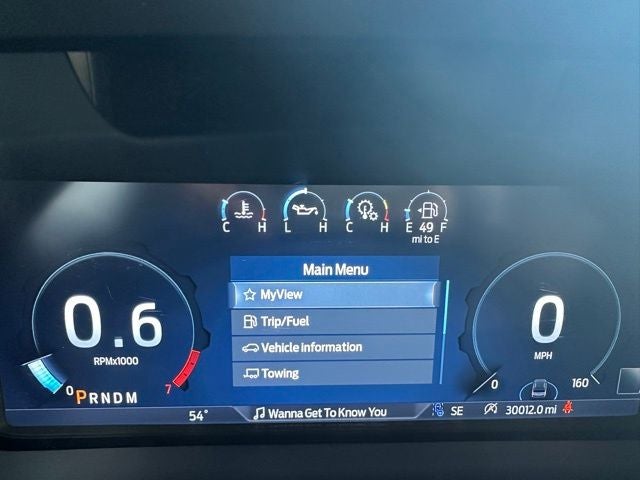 C H L H C H E 49 F
mi to E
Main Menu
MyView
Trip/Fuel
Vehicle information
Towing
0.6
RPMx1000
0 7
PRNDM
0
MPH
0 160
54° Wanna Get To Know You SE 30012.0 mi